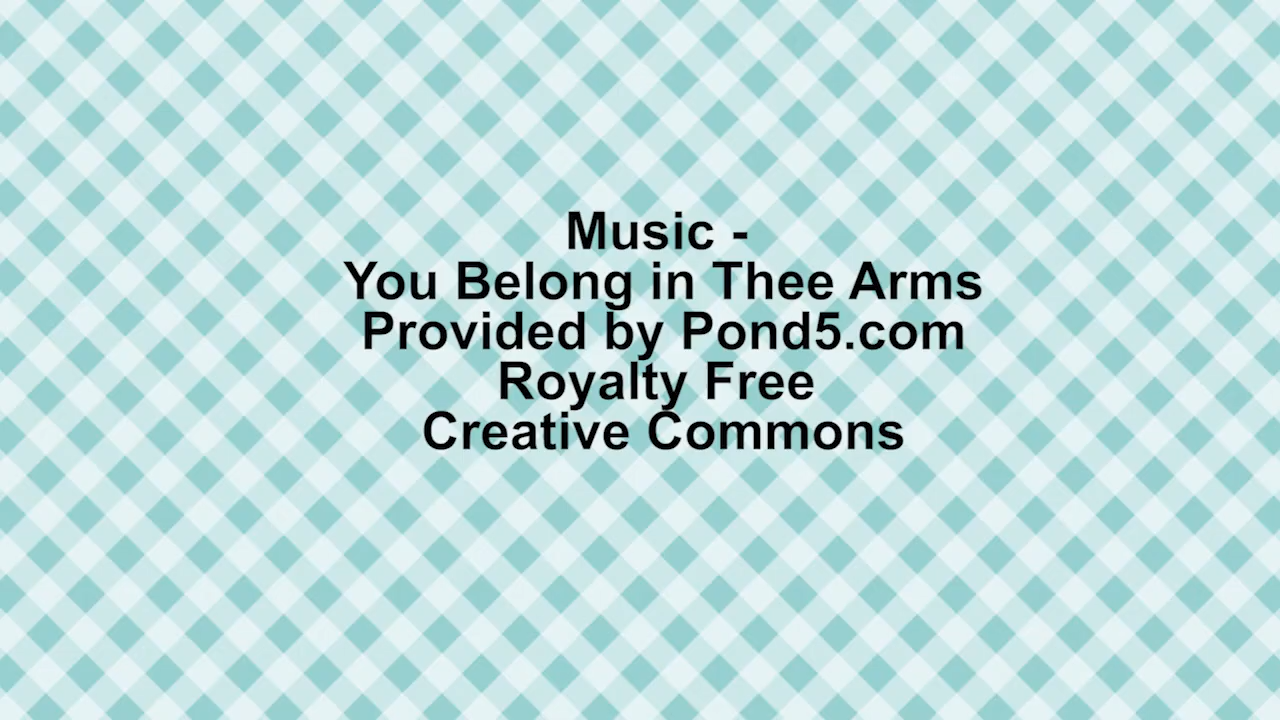 Music -
You Belong in Thee Arms
Provided by Pond5.com
Royalty Free
Creative Commons